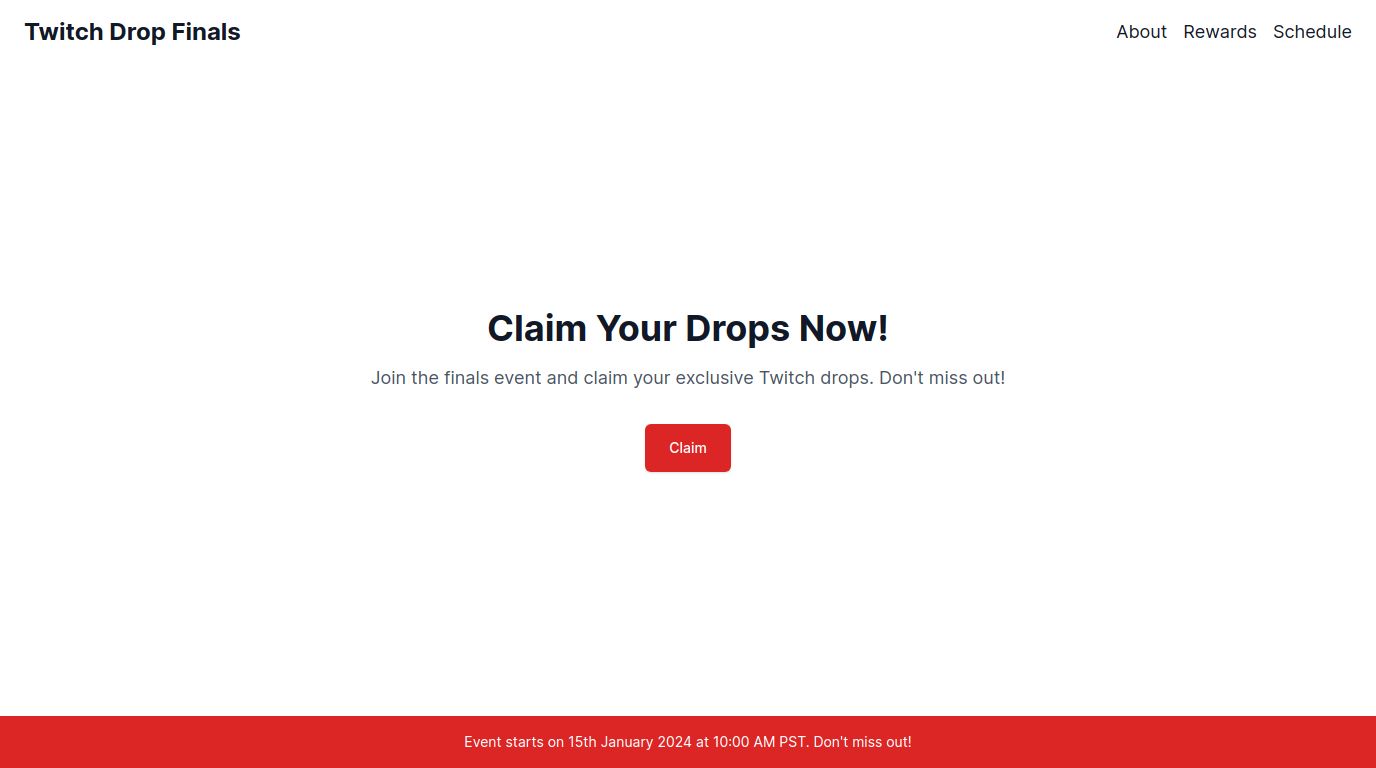 Twitch Drop Finals
About Rewards Schedule
Claim Your Drops Now!
Join the finals event and claim your exclusive Twitch drops. Don't miss out!
Claim
Event starts on 15th January 2024 at 10:00 AM PST. Don't miss out!